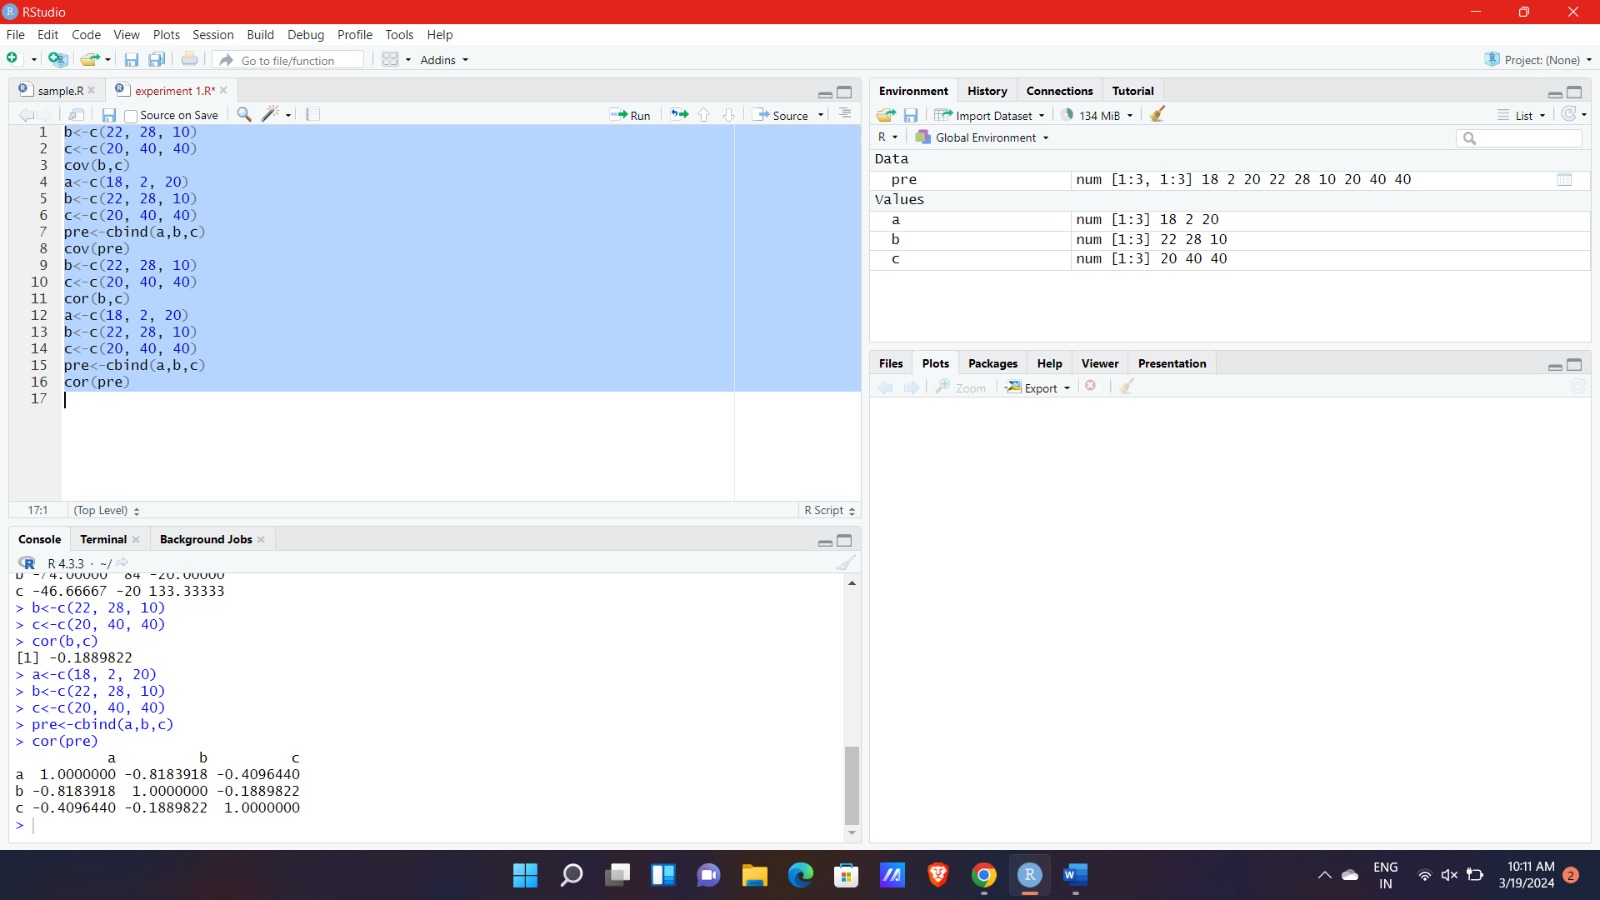 RStudio
File Edit Code View Plots Session Build Debug Profile Tools Help
Go to file/function Addins Project: (None)
sample.R experiment 1.R*
Source on Save Run Source
1 b<-c(22, 28, 10)
2 c<-c(20, 40, 40)
3 cov(b,c)
4 a<-c(18, 2, 20)
5 b<-c(22, 28, 10)
6 c<-c(20, 40, 40)
7 pre<-cbind(a,b,c)
8 cov(pre)
9 b<-c(22, 28, 10)
10 c<-c(20, 40, 40)
11 cor(b,c)
12 a<-c(18, 2, 20)
13 b<-c(22, 28, 10)
14 c<-c(20, 40, 40)
15 pre<-cbind(a,b,c)
16 cor(pre)
17
17:1 (Top Level) R Script
Console Terminal Background Jobs
R 4.3.3 · ~/
b -74.00000 84 -20.00000
c -46.66667 -20 133.33333
> b<-c(22, 28, 10)
> c<-c(20, 40, 40)
> cor(b,c)
[1] -0.1889822
> a<-c(18, 2, 20)
> b<-c(22, 28, 10)
> c<-c(20, 40, 40)
> pre<-cbind(a,b,c)
> cor(pre)
a b c
a 1.0000000 -0.8183918 -0.4096440
b -0.8183918 1.0000000 -0.1889822
c -0.4096440 -0.1889822 1.0000000
>
Environment History Connections Tutorial
Import Dataset 134 MiB List
R Global Environment
Data
pre num [1:3, 1:3] 18 2 20 22 28 10 20 40 40
Values
a num [1:3] 18 2 20
b num [1:3] 22 28 10
c num [1:3] 20 40 40
Files Plots Packages Help Viewer Presentation
Zoom Export
ENG
IN
10:11 AM
3/19/2024
2